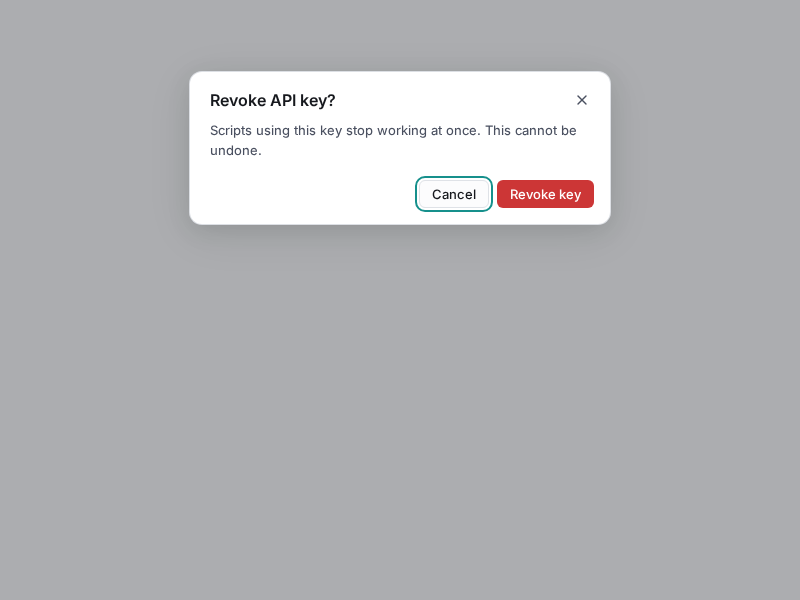 Revoke API key?
Scripts using this key stop working at once. This cannot be
undone.
Cancel
Revoke key